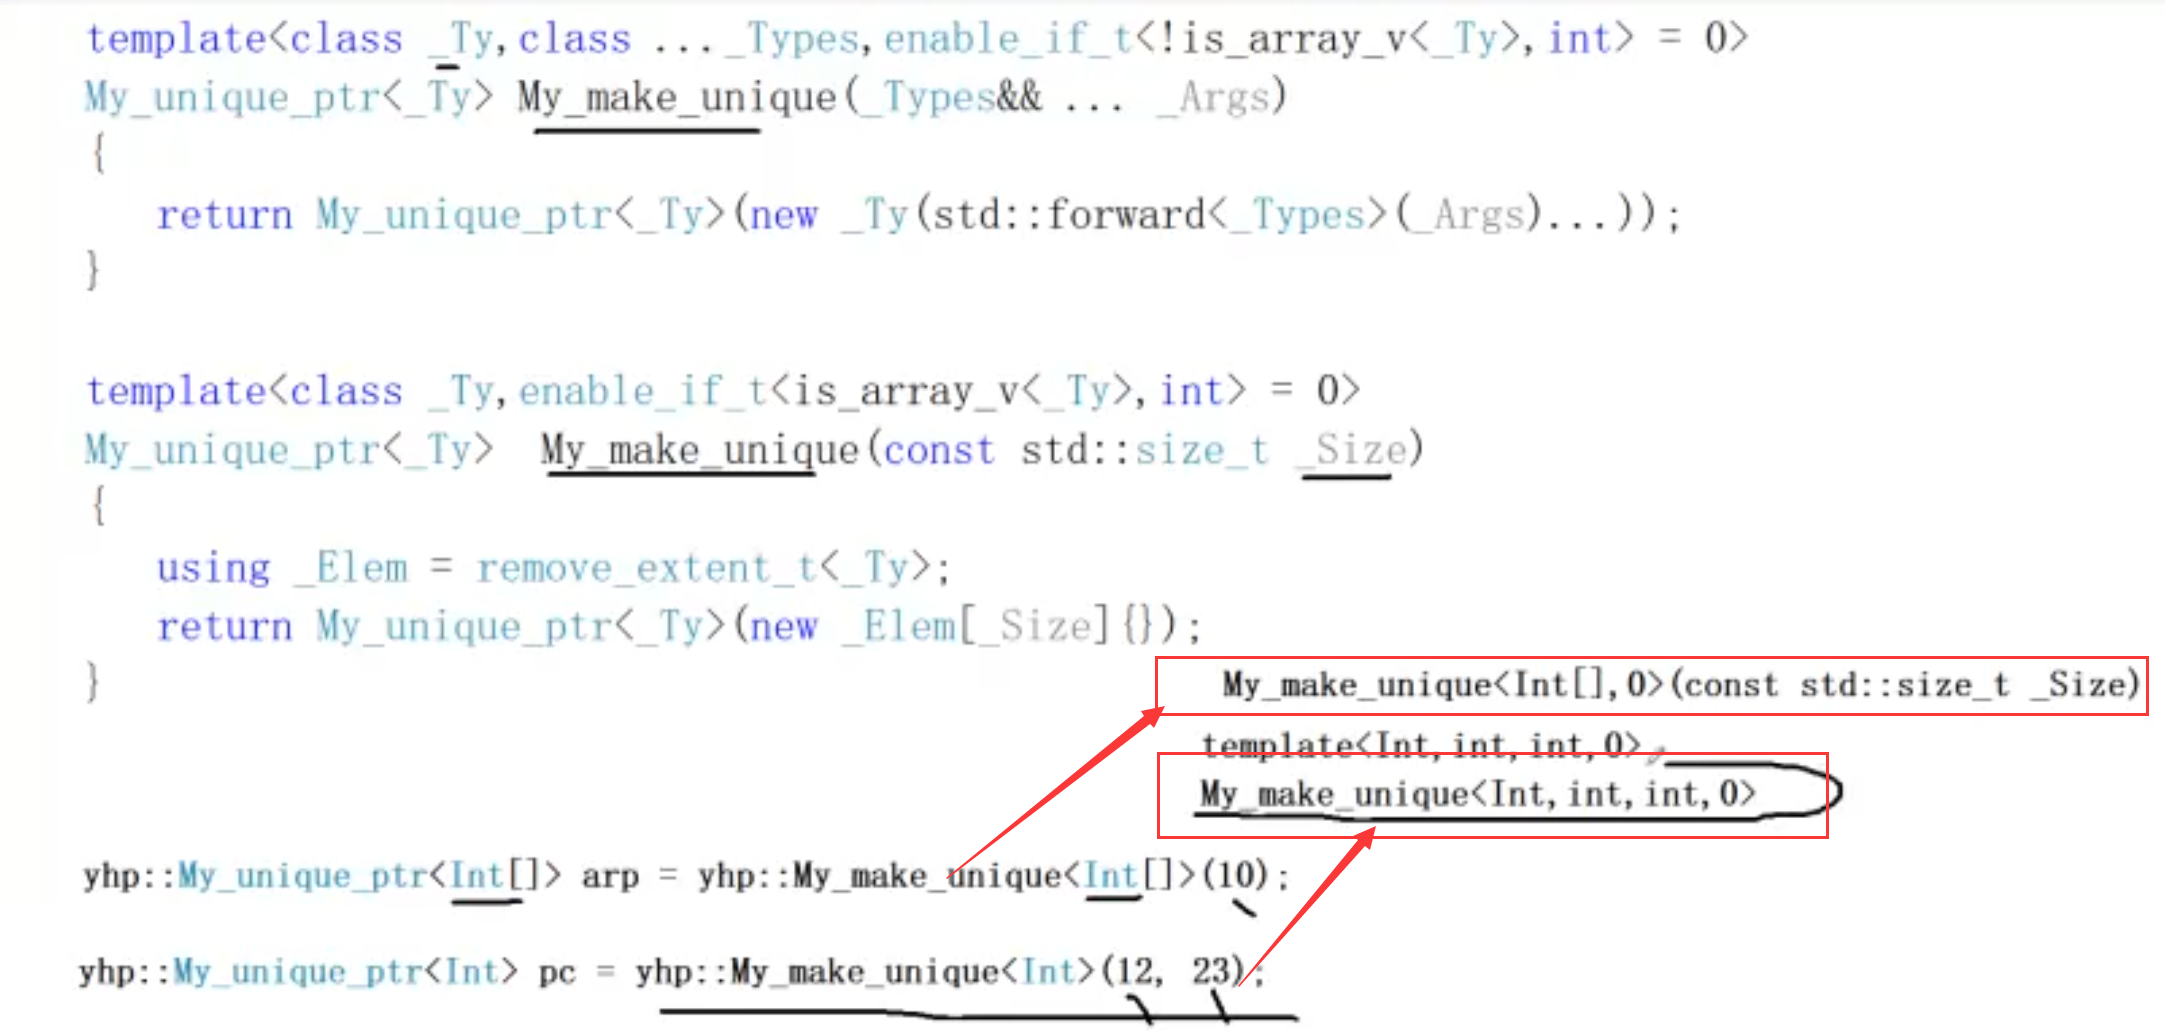 template<class _Ty,class ..._Types,enable_if_t<!is_array_v<_Ty>,int> = 0>
My_unique_ptr<_Ty> My_make_unique(_Types&& ... _Args)
{
return My_unique_ptr<_Ty>(new _Ty(std::forward<_Types>(_Args)...));
}
template<class _Ty,enable_if_t<is_array_v<_Ty>,int> = 0>
My_unique_ptr<_Ty> My_make_unique(const std::size_t _Size)
{
using _Elem = remove_extent_t<_Ty>;
return My_unique_ptr<_Ty>(new _Elem[_Size]{});
}
My_make_unique<Int[],0>(const std::size_t _Size)
template<Int,int,int,0>
My_make_unique<Int,int,int,0>
yhp::My_unique_ptr<Int[]> arp = yhp::My_make_unique<Int[]>(10);
yhp::My_unique_ptr<Int> pc = yhp::My_make_unique<Int>(12, 23);